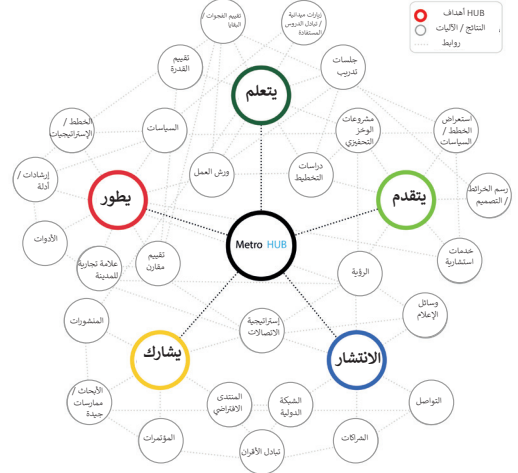 HUB أهداف
النتائج / الآليات
روابط
تقييم الفجوات /
البقايا
زيارات ميدانية
/ تبادل الدروس
المستفادة
تقييم
القدرة
جلسات
تدريب
يتعلم
الخطط /
الإستراتيجيات
السياسات
مشروعات
الوخز
التحفيزي
استعراض
الخطط /
السياسات
إرشادات /
أدلة
ورش العمل
دراسات
التخطيط
رسم الخرائط
/ التصميم
يطور
يتقدم
الأدوات
Metro HUB
علامة تجارية
للمدينة
تقييم
مقارن
الرؤية
خدمات
استشارية
المنشورات
إستراتيجية
الاتصالات
وسائل
الإعلام
يشارك
الانتشار
الأبحاث /
ممارسات
جيدة
المنتدى
الافتراضي
الشبكة
الدولية
التواصل
المؤتمرات
تبادل الأقران
الشراكات